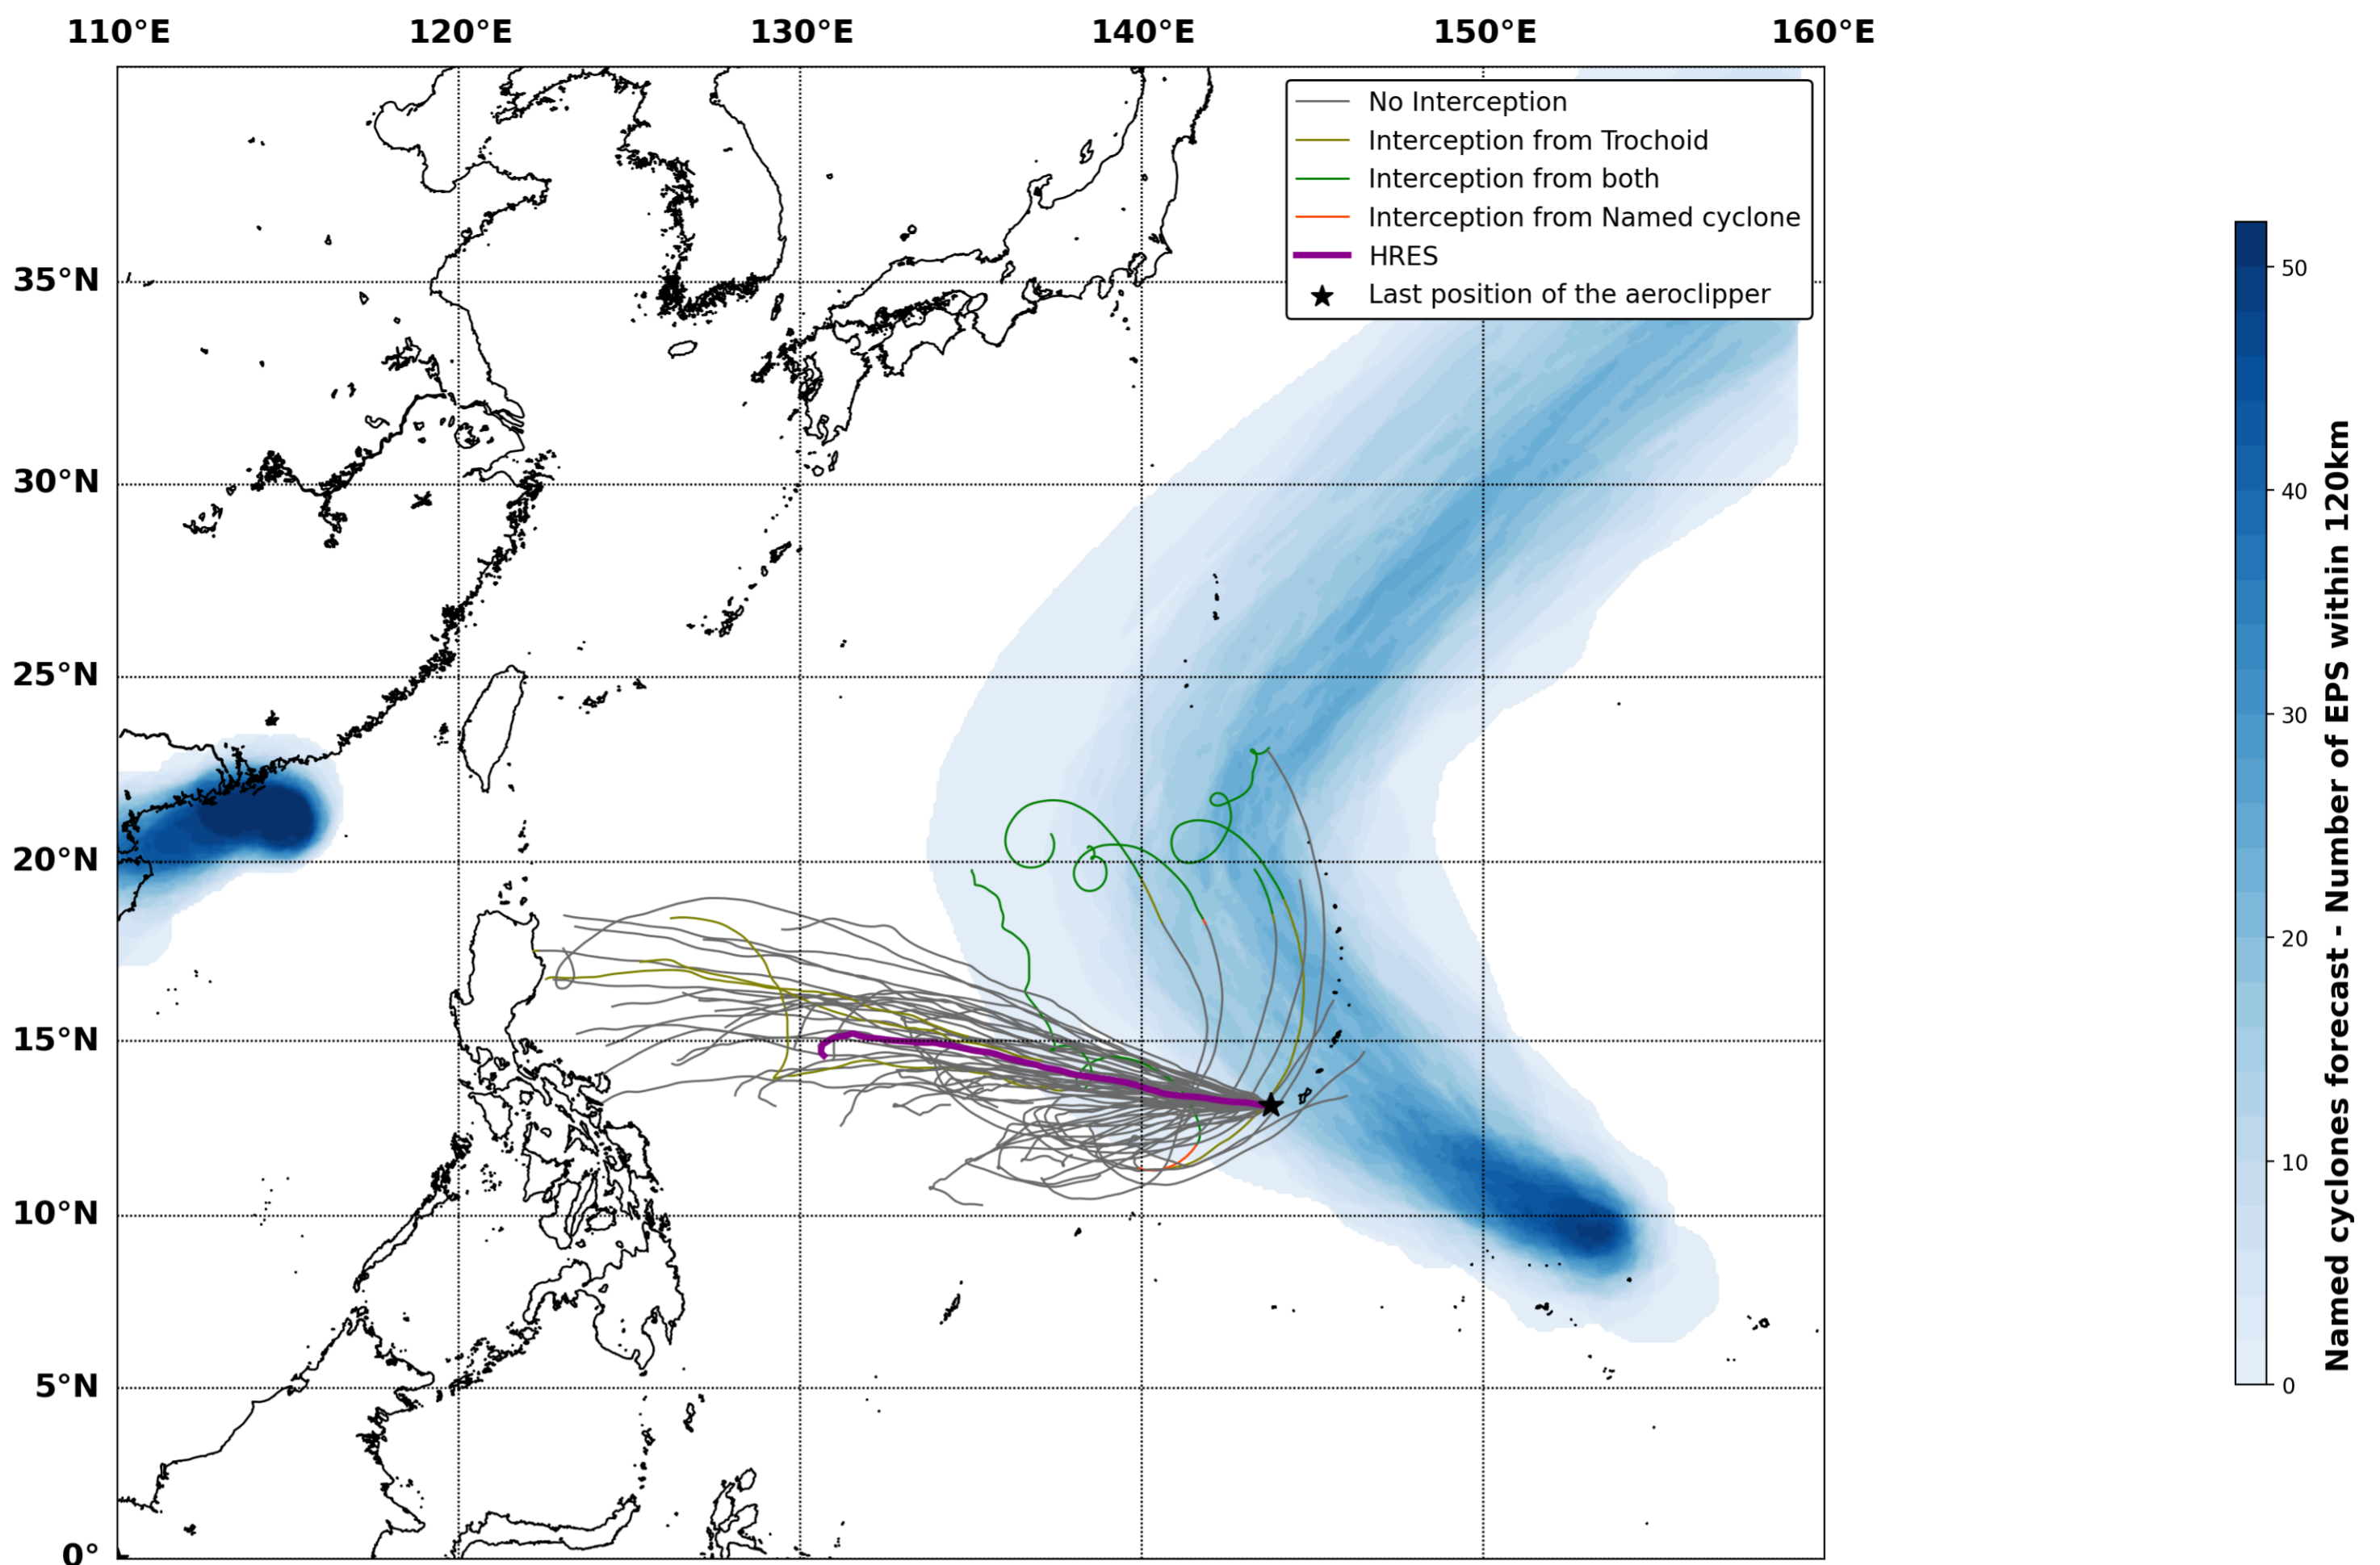 110°E 120°E 130°E 140°E 150°E 160°E
No Interception
Interception from Trochoid
Interception from both
Interception from Named cyclone
HRES
Last position of the aeroclipper
35°N
30°N
25°N
20°N
15°N
10°N
5°N
0°
50
40
30
20
10
0
Named cyclones forecast - Number of EPS within 120km